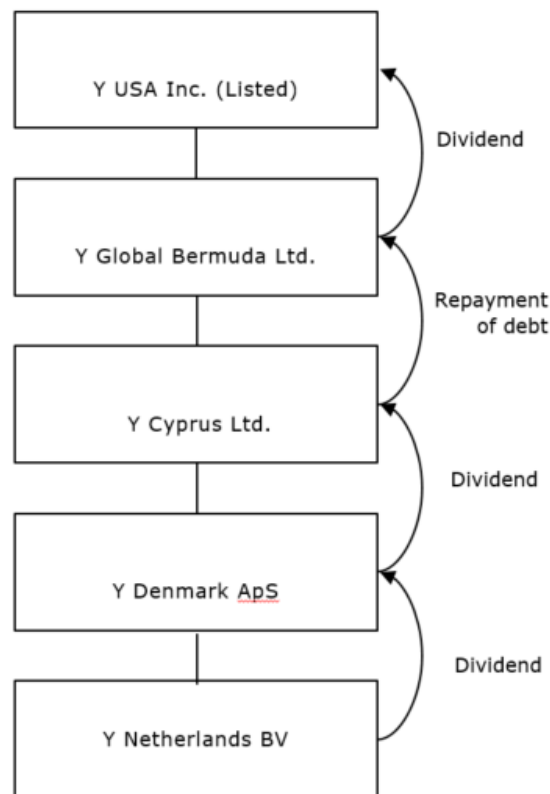 Y USA Inc. (Listed)
Dividend
Y Global Bermuda Ltd.
Repayment
of debt
Y Cyprus Ltd.
Dividend
Y Denmark ApS
Dividend
Y Netherlands BV